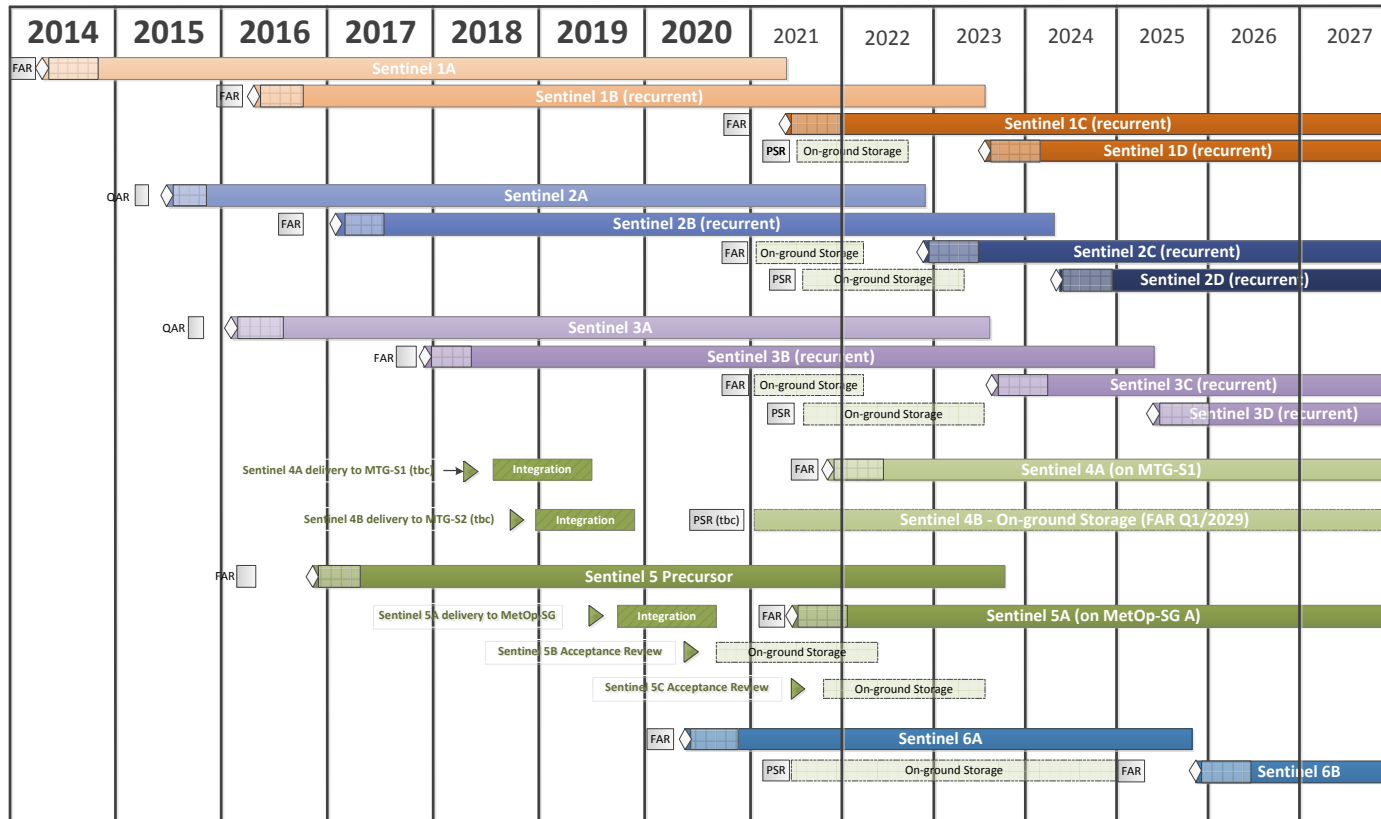 2014 2015 2016 2017 2018 2019 2020 2021 2022 2023 2024 2025 2026 2027
FAR Sentinel 1A
FAR Sentinel 1B (recurrent)
FAR Sentinel 1C (recurrent)
PSR On-ground Storage Sentinel 1D (recurrent)
QAR Sentinel 2A
FAR Sentinel 2B (recurrent)
FAR On-ground Storage Sentinel 2C (recurrent)
PSR On-ground Storage Sentinel 2D (recurrent)
QAR Sentinel 3A
FAR Sentinel 3B (recurrent)
FAR On-ground Storage Sentinel 3C (recurrent)
PSR On-ground Storage Sentinel 3D (recurrent)
Sentinel 4A delivery to MTG-S1 (tbc) Integration FAR Sentinel 4A (on MTG-S1)
Sentinel 4B delivery to MTG-S2 (tbc) Integration PSR (tbc) Sentinel 4B - On-ground Storage (FAR Q1/2029)
FAR Sentinel 5 Precursor
Sentinel 5A delivery to MetOp-SG Integration FAR Sentinel 5A (on MetOp-SG A)
Sentinel 5B Acceptance Review On-ground Storage
Sentinel 5C Acceptance Review On-ground Storage
FAR Sentinel 6A
PSR On-ground Storage FAR Sentinel 6B